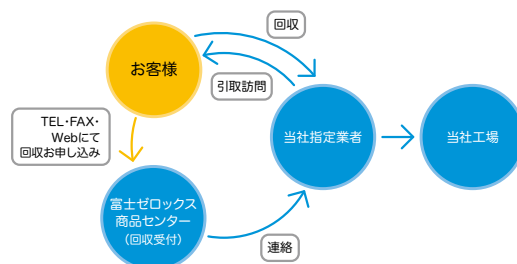 回収
お客様
引取訪問
TEL・FAX・
Webにて
回収お申し込み
当社指定業者
当社工場
富士ゼロックス
商品センター
（回収受付）
連絡